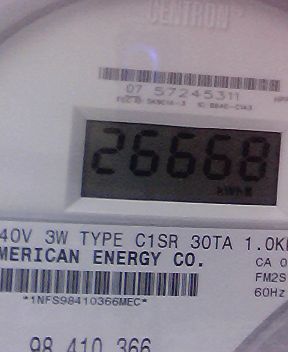 CENTRON
07 57245311
26668
40V 3W TYPE C1SR 30TA 1.0K
MERICAN ENERGY CO.
CA 0
FM2S
60Hz
*1NFS98410366MEC*
98 410 366